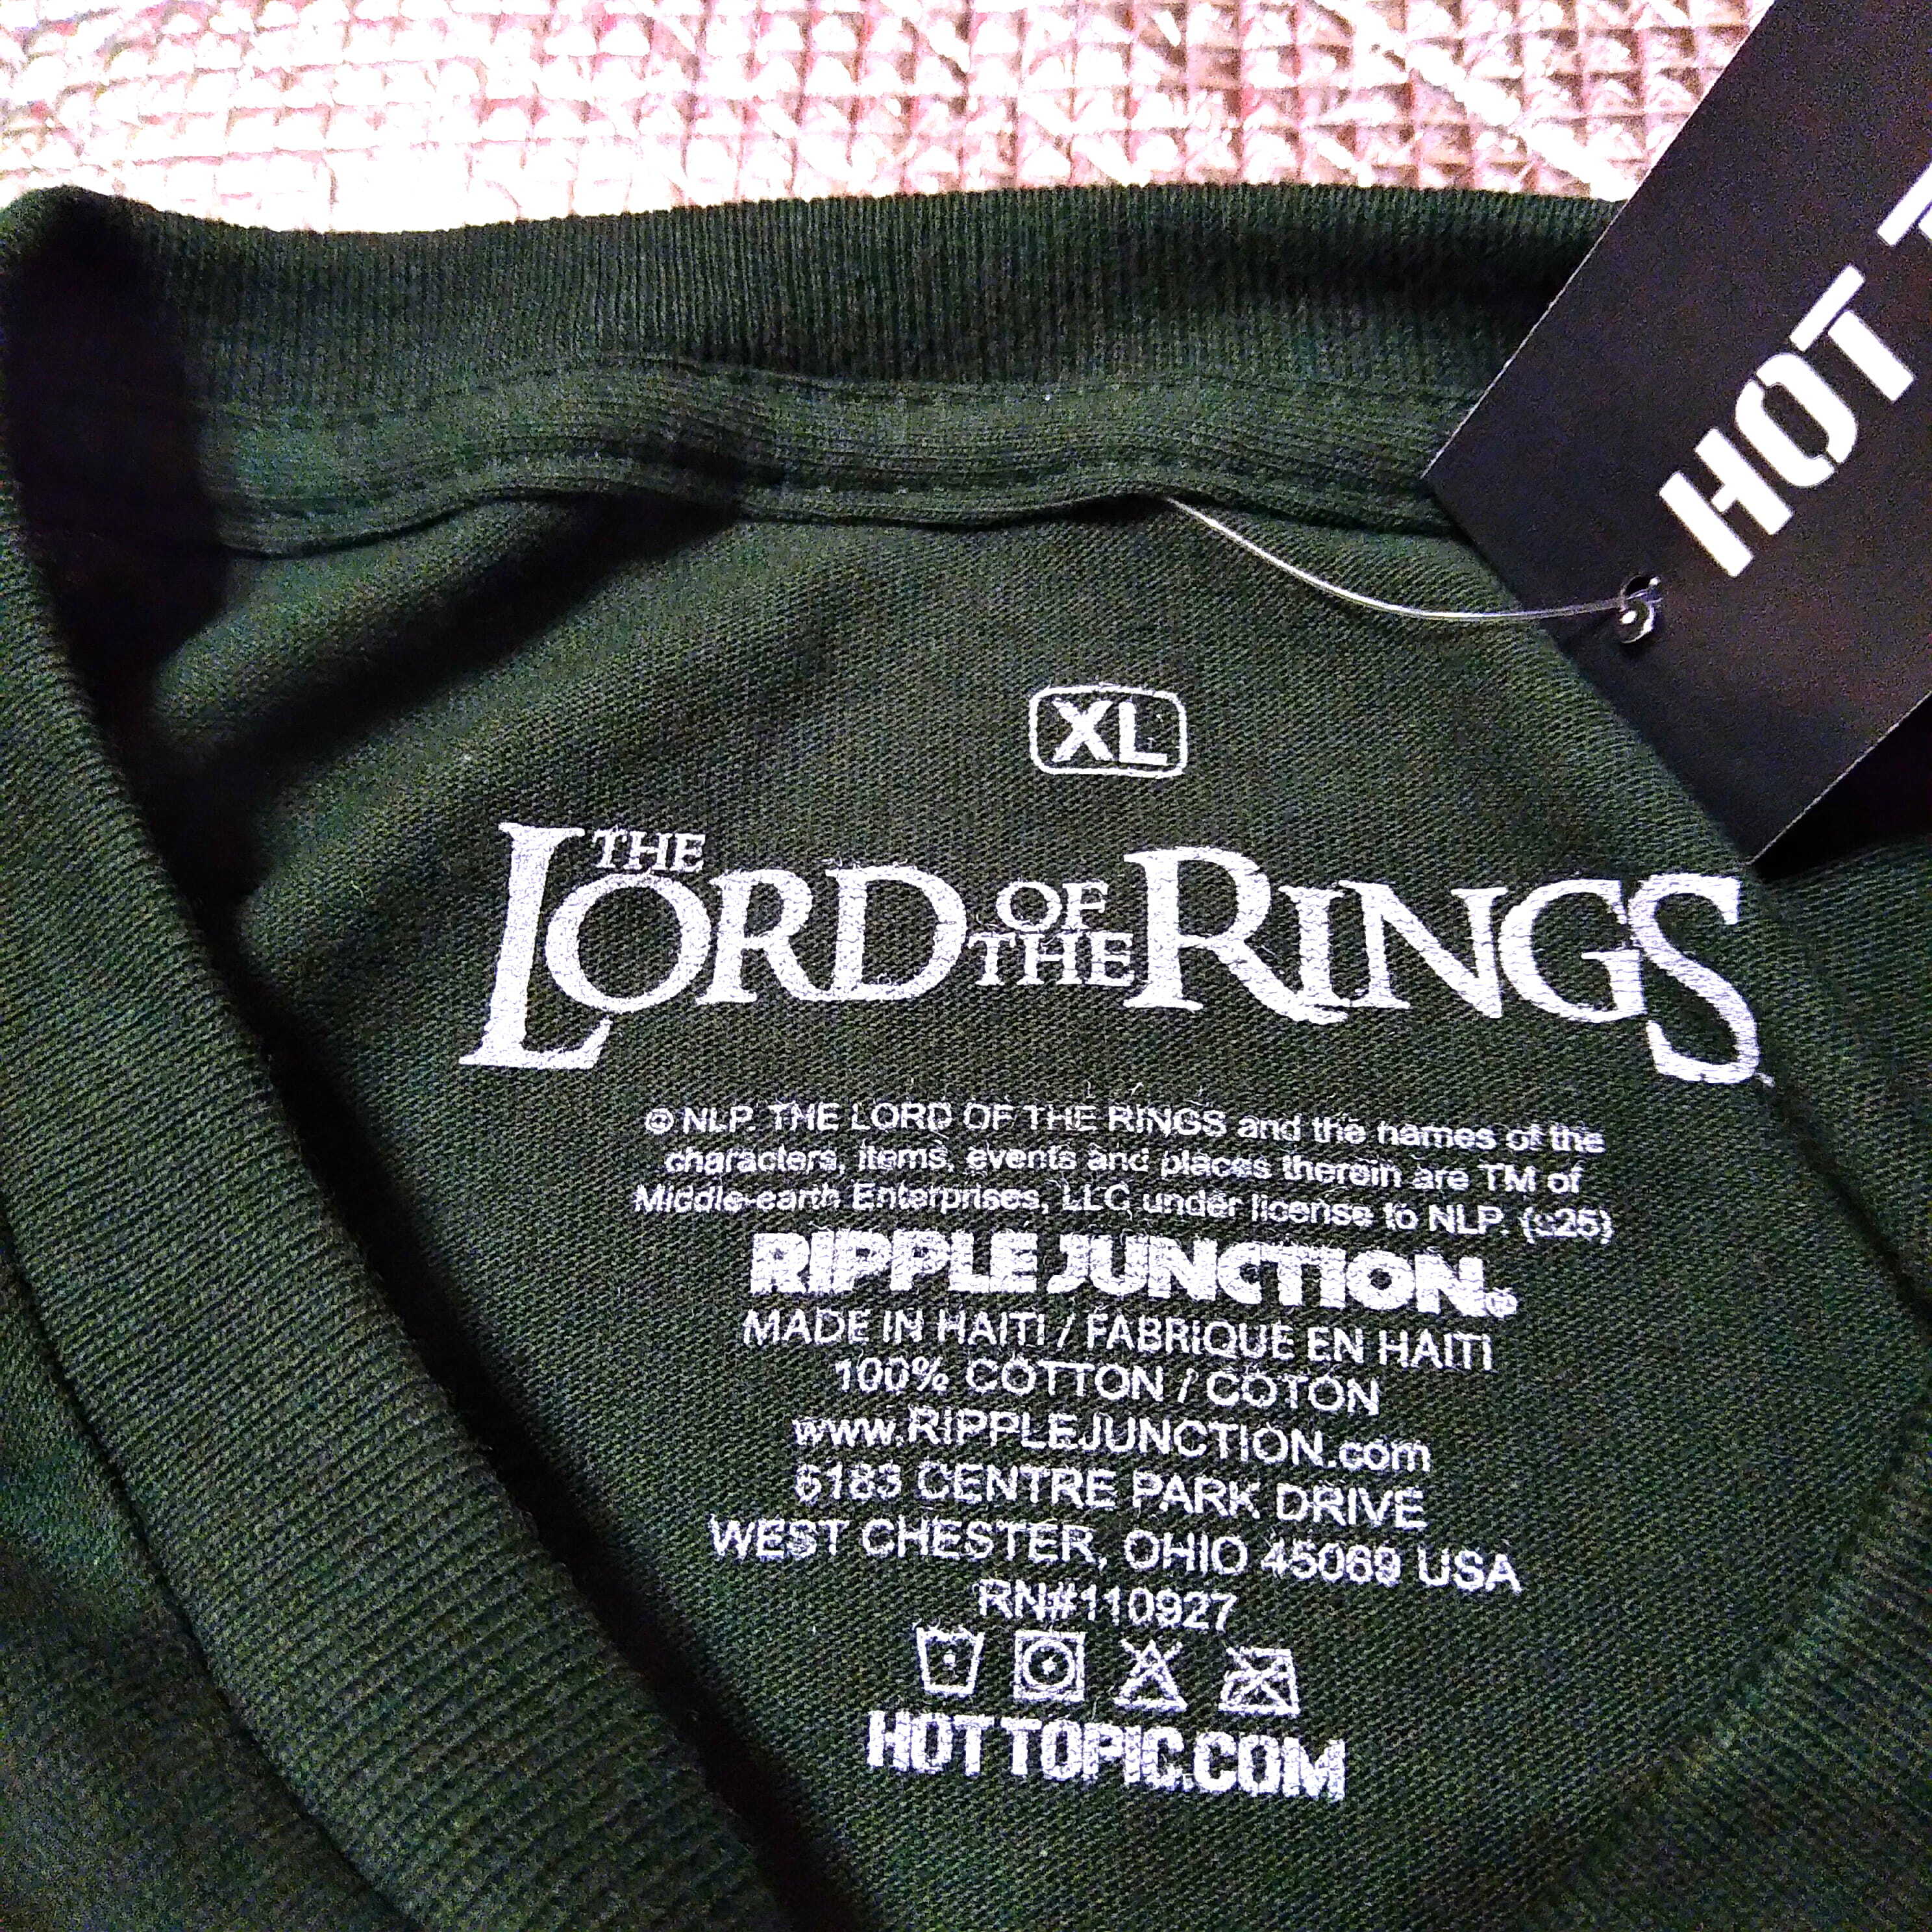 HOT
XL
THE LORD OF THE RINGS
© NLP. THE LORD OF THE RINGS and the names of the
characters, items, events and places therein are TM of
Middle-earth Enterprises, LLC under license to NLP. (s25)
RIPPLE JUNCTION®
MADE IN HAITI / FABRIQUE EN HAITI
100% COTTON / COTON
www.RIPPLEJUNCTION.com
6183 CENTRE PARK DRIVE
WEST CHESTER, OHIO 45069 USA
RN#110927
HOTTOPIC.COM